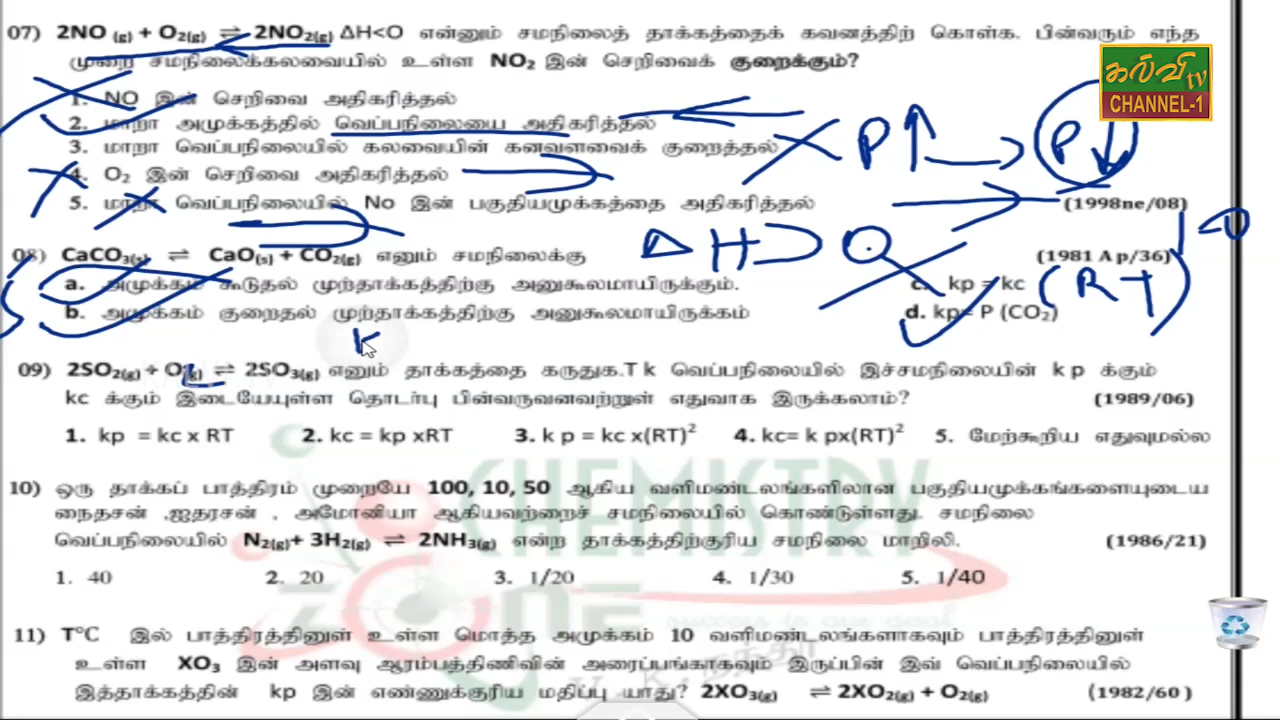 07) 2NO (g) + O2(g) ⇌ 2NO2(g) ΔH<O என்னும் சமநிலைத் தாக்கத்தைக் கவனத்திற் கொள்க. பின்வரும் எந்த
முறை சமநிலைக்கலவையில் உள்ள NO2 இன் செறிவைக் குறைக்கும்?
கல்வி tv
CHANNEL-1
1. NO இன் செறிவை அதிகரித்தல்
2. மாறா அமுக்கத்தில் வெப்பநிலையை அதிகரித்தல்
3. மாறா வெப்பநிலையில் கலவையின் கனவளவைக் குறைத்தல்
P↑ → P↓
4. O2 இன் செறிவை அதிகரித்தல்
5. மாறா வெப்பநிலையில் No இன் பகுதியமுக்கத்தை அதிகரித்தல் (1998ne/08)
ΔH>O
1-0
(RT)
08) CaCO3(s) ⇌ CaO(s) + CO2(g) எனும் சமநிலைக்கு (1981 Ap/36)
a. அமுக்கம் கூடுதல் முற்தாக்கத்திற்கு அனுகூலமாயிருக்கும். c. kp = kc
b. அமுக்கம் குறைதல் முற்தாக்கத்திற்கு அனுகூலமாயிருக்கம் d. kp= P (CO2)
k
09) 2SO2(g) + O(g) ⇌ 2SO3(g) எனும் தாக்கத்தை கருதுக.T k வெப்பநிலையில் இச்சமநிலையின் k p க்கும்
kc க்கும் இடையேயுள்ள தொடர்பு பின்வருவனவற்றுள் எதுவாக இருக்கலாம்? (1989/06)
1. kp = kc x RT 2. kc = kp xRT 3. k p = kc x(RT)² 4. kc= k px(RT)² 5. மேற்கூறிய எதுவுமல்ல
10) ஒரு தாக்கப் பாத்திரம் முறையே 100, 10, 50 ஆகிய வளிமண்டலங்களிலான பகுதியமுக்கங்களையுடைய
நைதசன் ,ஐதரசன் , அமோனியா ஆகியவற்றைச் சமநிலையில் கொண்டுள்ளது. சமநிலை
வெப்பநிலையில் N2(g)+ 3H2(g) ⇌ 2NH3(g) என்ற தாக்கத்திற்குரிய சமநிலை மாறிலி. (1986/21)
1. 40 2. 20 3. 1/20 4. 1/30 5. 1/40
CHEMISTRY
ZONE
11) T°C இல் பாத்திரத்தினுள் உள்ள மொத்த அமுக்கம் 10 வளிமண்டலங்களாகவும் பாத்திரத்தினுள்
உள்ள XO3 இன் அளவு ஆரம்பத்திணிவின் அரைப்பங்காகவும் இருப்பின் இவ் வெப்பநிலையில்
இத்தாக்கத்தின் kp இன் எண்ணுக்குரிய மதிப்பு யாது? 2XO3(g) ⇌ 2XO2(g) + O2(g) (1982/60)